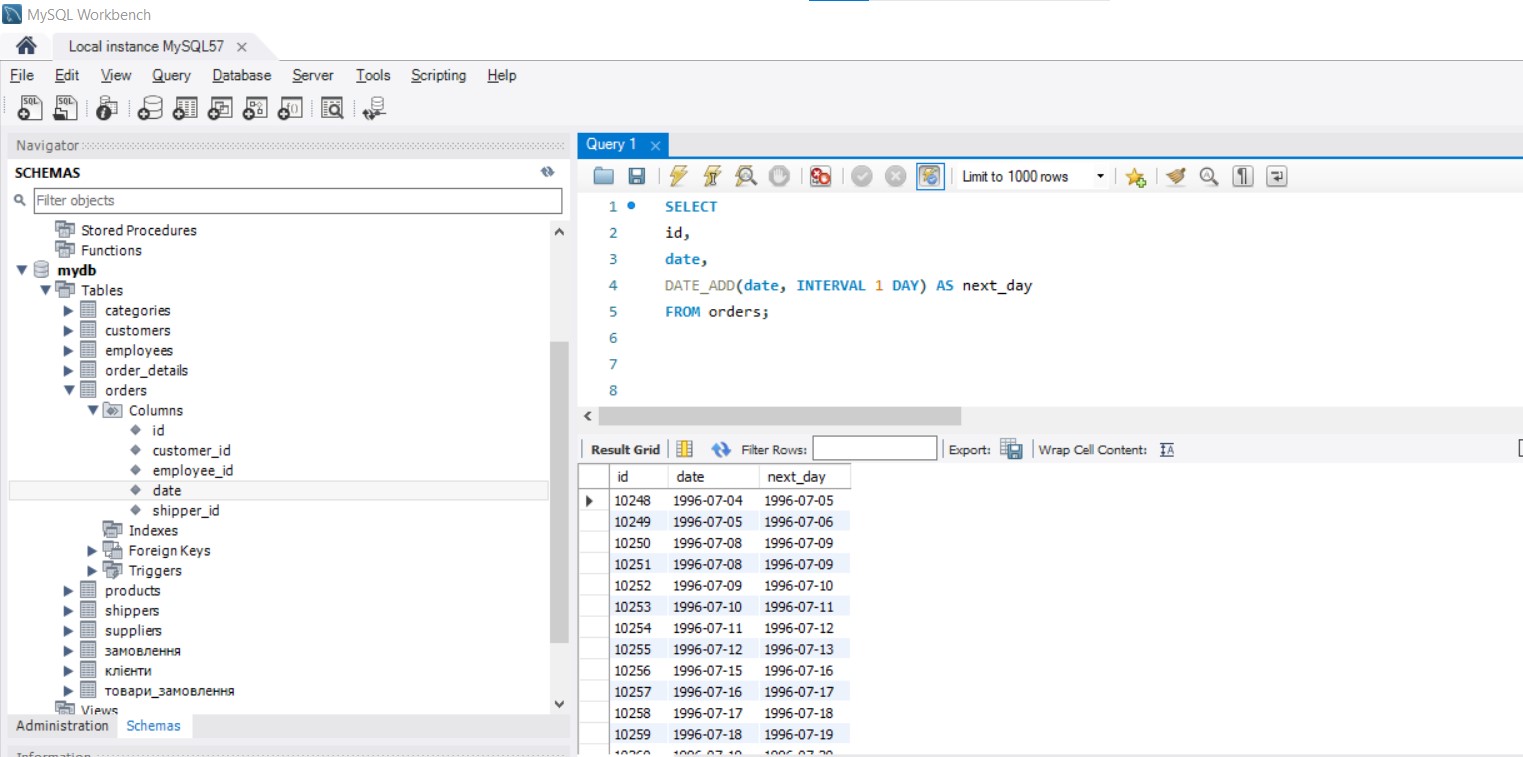 MySQL Workbench
Local instance MySQL57
File Edit View Query Database Server Tools Scripting Help
Navigator
SCHEMAS
Filter objects
Stored Procedures
Functions
mydb
Tables
categories
customers
employees
order_details
orders
Columns
id
customer_id
employee_id
date
shipper_id
Indexes
Foreign Keys
Triggers
products
shippers
suppliers
замовлення
клієнти
товари_замовлення
Views
Administration Schemas
Information
Query 1
Limit to 1000 rows
1 SELECT
2 id,
3 date,
4 DATE_ADD(date, INTERVAL 1 DAY) AS next_day
5 FROM orders;
6
7
8
Result Grid Filter Rows: Export: Wrap Cell Content:
id date next_day
10248 1996-07-04 1996-07-05
10249 1996-07-05 1996-07-06
10250 1996-07-08 1996-07-09
10251 1996-07-08 1996-07-09
10252 1996-07-09 1996-07-10
10253 1996-07-10 1996-07-11
10254 1996-07-11 1996-07-12
10255 1996-07-12 1996-07-13
10256 1996-07-15 1996-07-16
10257 1996-07-16 1996-07-17
10258 1996-07-17 1996-07-18
10259 1996-07-18 1996-07-19
10260 1996-07-19 1996-07-20